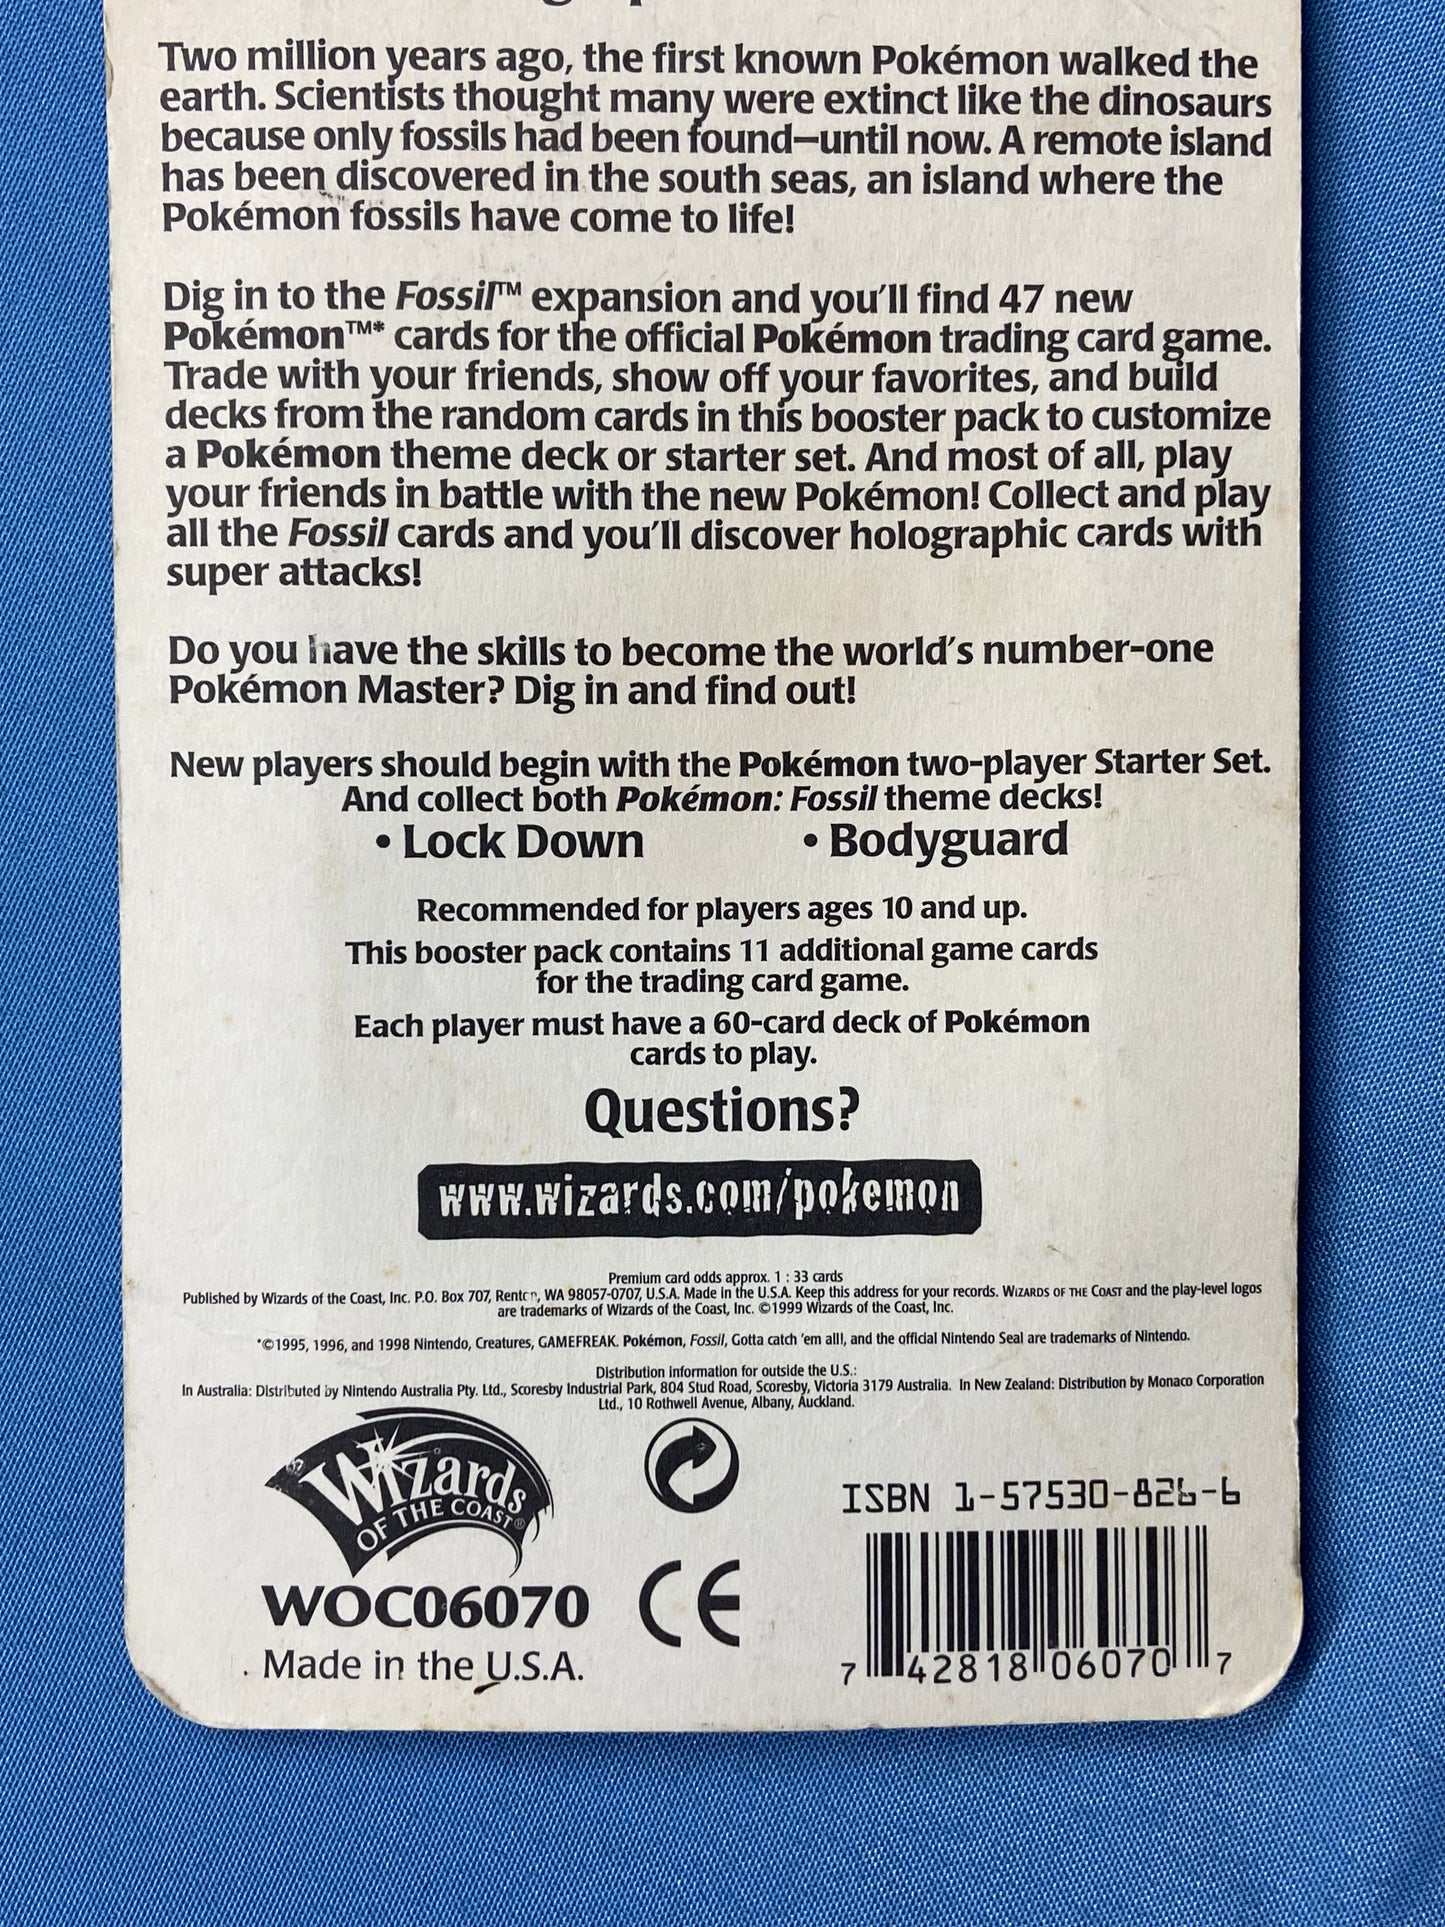 Two million years ago, the first known Pokémon walked the
earth. Scientists thought many were extinct like the dinosaurs
because only fossils had been found—until now. A remote island
has been discovered in the south seas, an island where the
Pokémon fossils have come to life!
Dig in to the Fossil™ expansion and you'll find 47 new
Pokémon™* cards for the official Pokémon trading card game.
Trade with your friends, show off your favorites, and build
decks from the random cards in this booster pack to customize
a Pokémon theme deck or starter set. And most of all, play
your friends in battle with the new Pokémon! Collect and play
all the Fossil cards and you'll discover holographic cards with
super attacks!
Do you have the skills to become the world's number-one
Pokémon Master? Dig in and find out!
New players should begin with the Pokémon two-player Starter Set.
And collect both Pokémon: Fossil theme decks!
• Lock Down • Bodyguard
Recommended for players ages 10 and up.
This booster pack contains 11 additional game cards
for the trading card game.
Each player must have a 60-card deck of Pokémon
cards to play.
Questions?
www.wizards.com/pokemon
Premium card odds approx. 1 : 33 cards
Published by Wizards of the Coast, Inc. P.O. Box 707, Renton, WA 98057-0707, U.S.A. Made in the U.S.A. Keep this address for your records. WIZARDS OF THE COAST and the play-level logos
are trademarks of Wizards of the Coast, Inc. ©1999 Wizards of the Coast, Inc.
*©1995, 1996, and 1998 Nintendo, Creatures, GAMEFREAK. Pokémon, Fossil, Gotta catch 'em all!, and the official Nintendo Seal are trademarks of Nintendo.
Distribution information for outside the U.S.:
In Australia: Distributed by Nintendo Australia Pty. Ltd., Scoresby Industrial Park, 804 Stud Road, Scoresby, Victoria 3179 Australia. In New Zealand: Distribution by Monaco Corporation
Ltd., 10 Rothwell Avenue, Albany, Auckland.
WIZARDS
OF THE COAST®
WOC06070
Made in the U.S.A.
CE
ISBN 1-57530-826-6
7 42818 06070 7